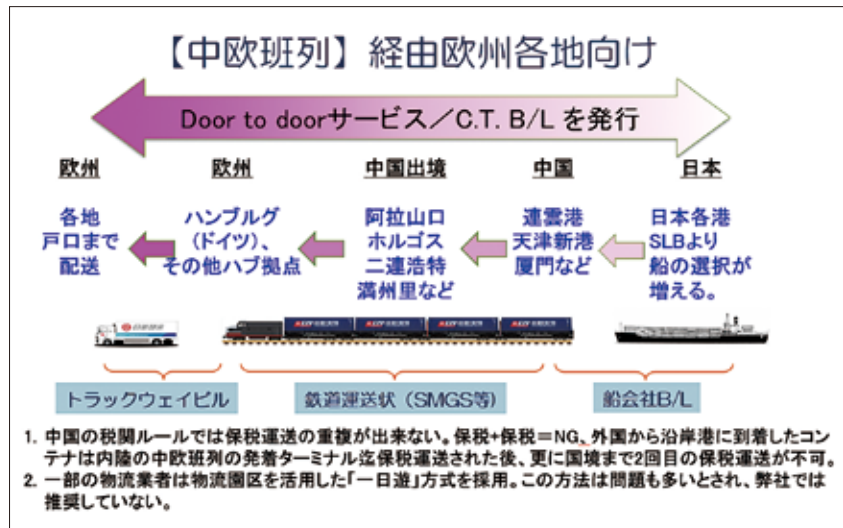 【中欧班列】経由欧州各地向け
Door to doorサービス／C.T. B/L を発行
欧州 欧州 中国出境 中国 日本
各地
戸口まで
配送
ハンブルグ
(ドイツ)、
その他ハブ拠点
阿拉山口
ホルゴス
二連浩特
満州里など
連雲港
天津新港
厦門など
日本各港
SLBより
船の選択が
増える。
トラックウェイビル 鉄道運送状（SMGS等） 船会社B/L
1. 中国の税関ルールでは保税運送の重複が出来ない。保税+保税＝NG、外国から沿岸港に到着したコン
テナは内陸の中欧班列の発着ターミナル迄保税運送された後、更に国境まで2回目の保税運送が不可。
2. 一部の物流業者は物流園区を活用した「一日遊」方式を採用。この方法は問題も多いとされ、弊社では
推奨していない。